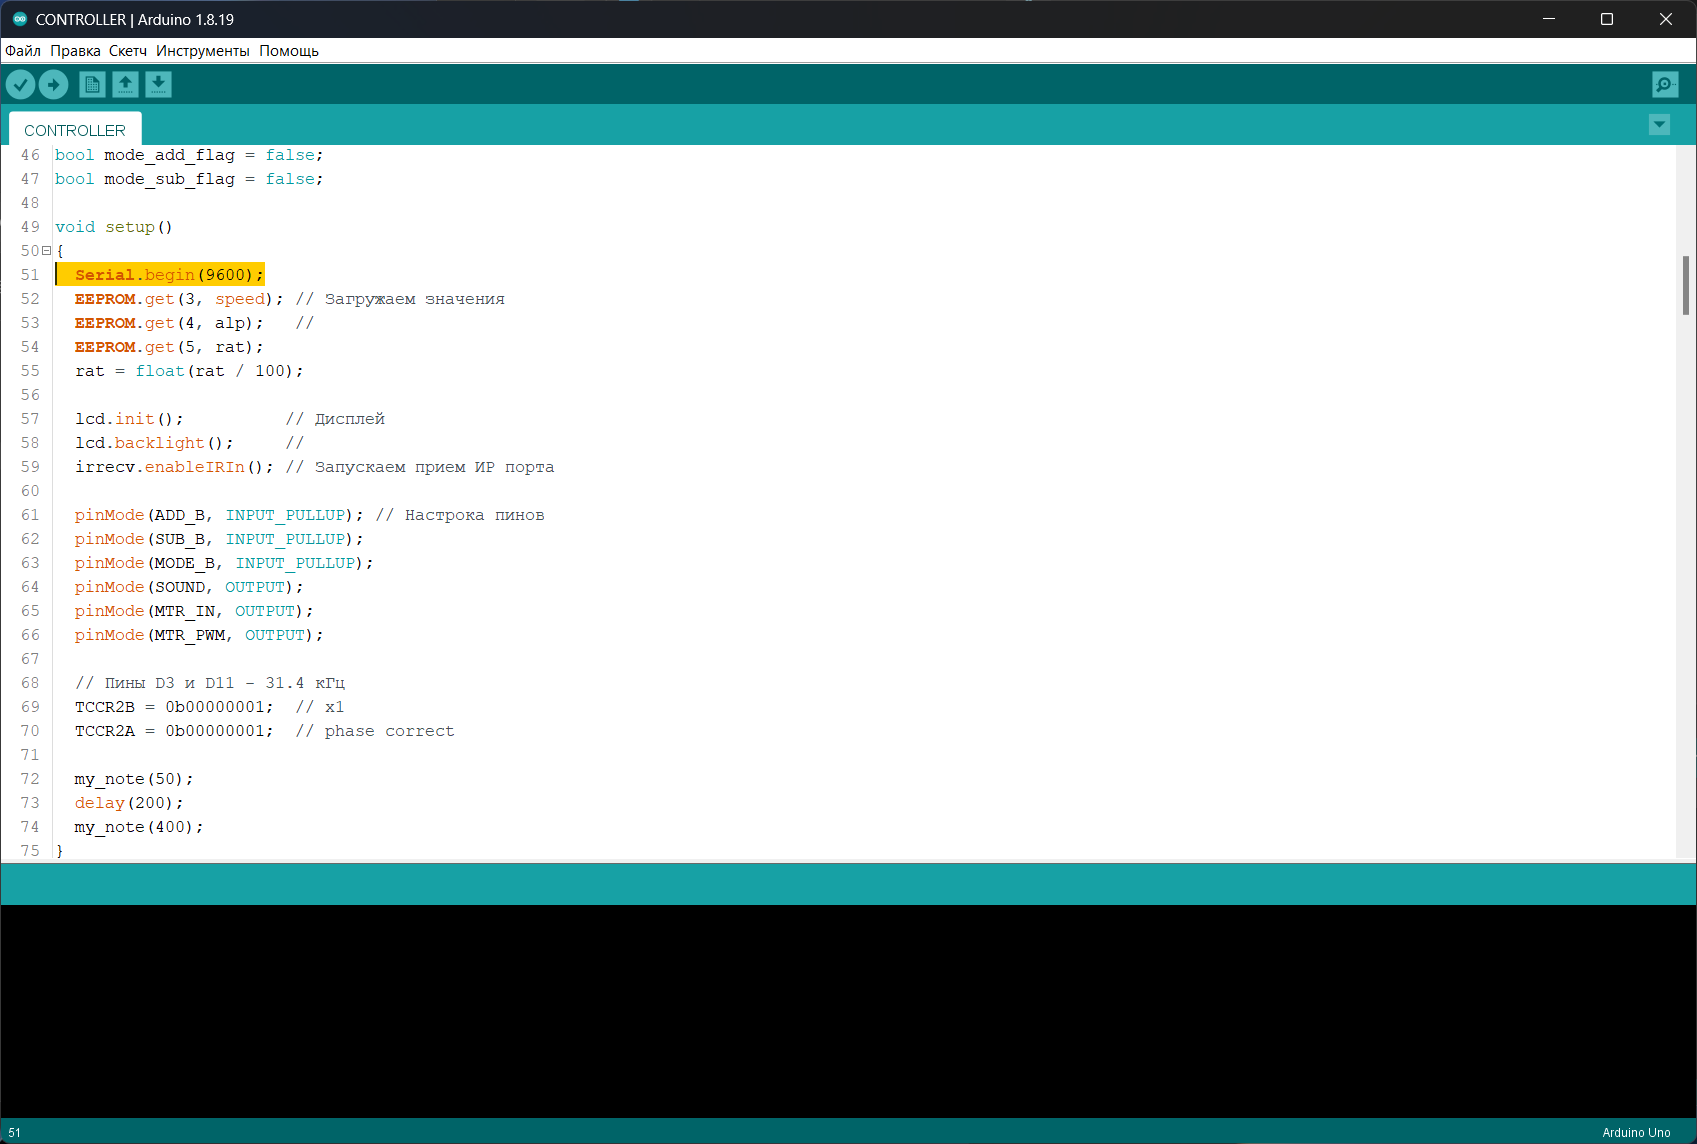 CONTROLLER | Arduino 1.8.19
Файл Правка Скетч Инструменты Помощь
CONTROLLER
46 bool mode_add_flag = false;
47 bool mode_sub_flag = false;
48
49 void setup()
50 {
51 Serial.begin(9600);
52 EEPROM.get(3, speed); // Загружаем значения
53 EEPROM.get(4, alp); //
54 EEPROM.get(5, rat);
55 rat = float(rat / 100);
56
57 lcd.init(); // Дисплей
58 lcd.backlight(); //
59 irrecv.enableIRIn(); // Запускаем прием ИР порта
60
61 pinMode(ADD_B, INPUT_PULLUP); // Настрока пинов
62 pinMode(SUB_B, INPUT_PULLUP);
63 pinMode(MODE_B, INPUT_PULLUP);
64 pinMode(SOUND, OUTPUT);
65 pinMode(MTR_IN, OUTPUT);
66 pinMode(MTR_PWM, OUTPUT);
67
68 // Пины D3 и D11 - 31.4 кГц
69 TCCR2B = 0b00000001; // x1
70 TCCR2A = 0b00000001; // phase correct
71
72 my_note(50);
73 delay(200);
74 my_note(400);
75 }
51
Arduino Uno